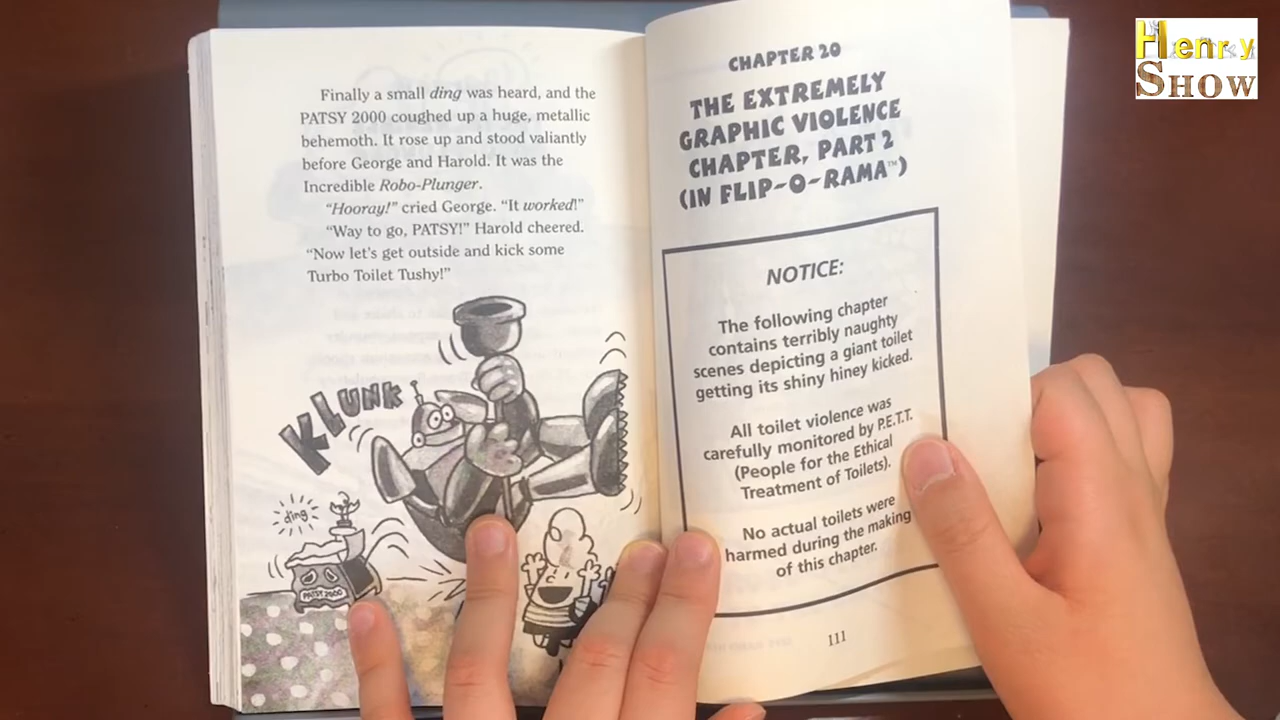 Finally a small ding was heard, and the
PATSY 2000 coughed up a huge, metallic
behemoth. It rose up and stood valiantly
before George and Harold. It was the
Incredible Robo-Plunger.
“Hooray!” cried George. “It worked!”
“Way to go, PATSY!” Harold cheered.
“Now let’s get outside and kick some
Turbo Toilet Tushy!”
KLUNK
ding
PATSY 2000
CHAPTER 20
THE EXTREMELY
GRAPHIC VIOLENCE
CHAPTER, PART 2
(IN FLIP-O-RAMA™)
NOTICE:
The following chapter
contains terribly naughty
scenes depicting a giant toilet
getting its shiny hiney kicked.
All toilet violence was
carefully monitored by P.E.T.T.
(People for the Ethical
Treatment of Toilets).
No actual toilets were
harmed during the making
of this chapter.
111
Henry
SHOW